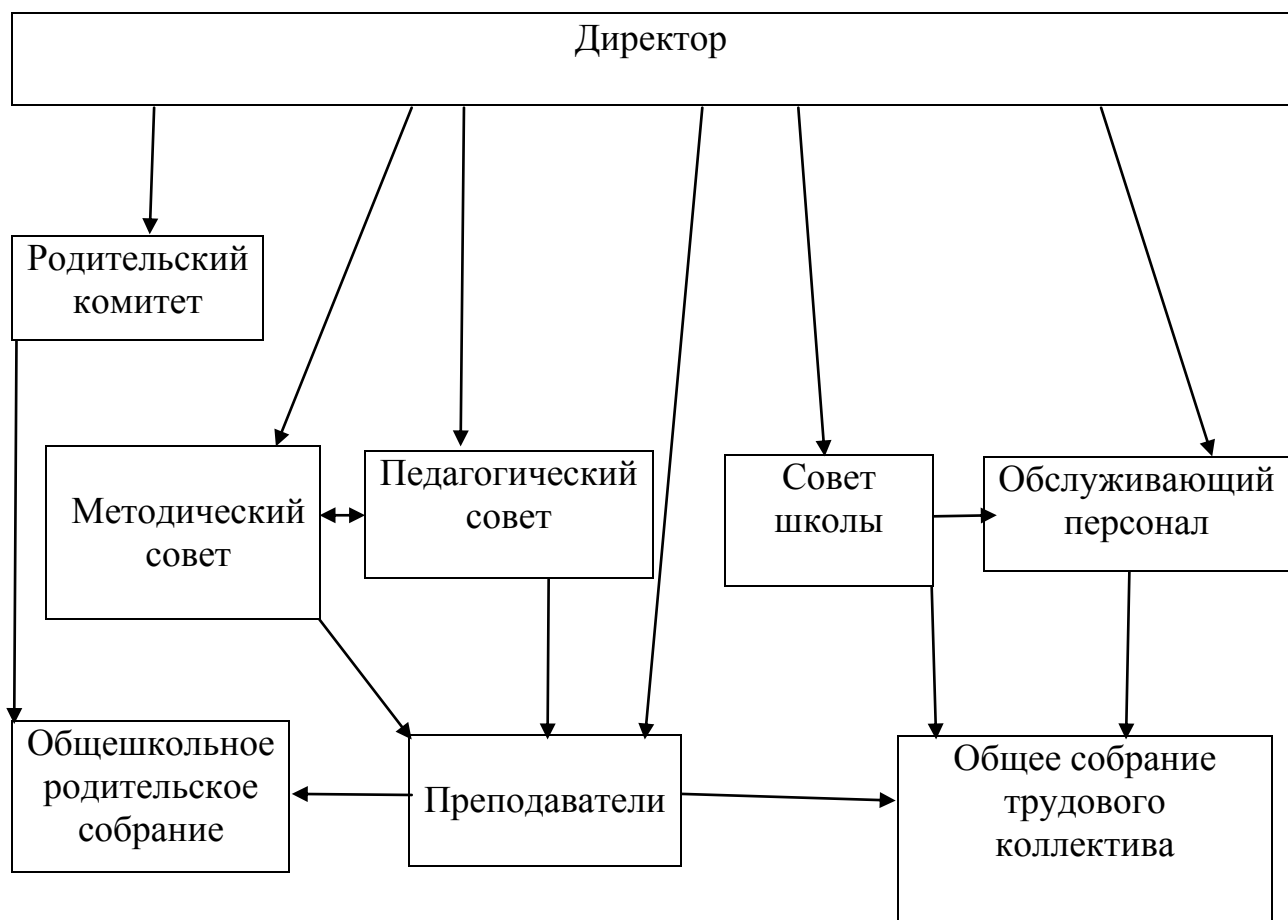 Директор
Родительский
комитет
Методический
совет
Педагогический
совет
Совет
школы
Обслуживающий
персонал
Общешкольное
родительское
собрание
Преподаватели
Общее собрание
трудового
коллектива